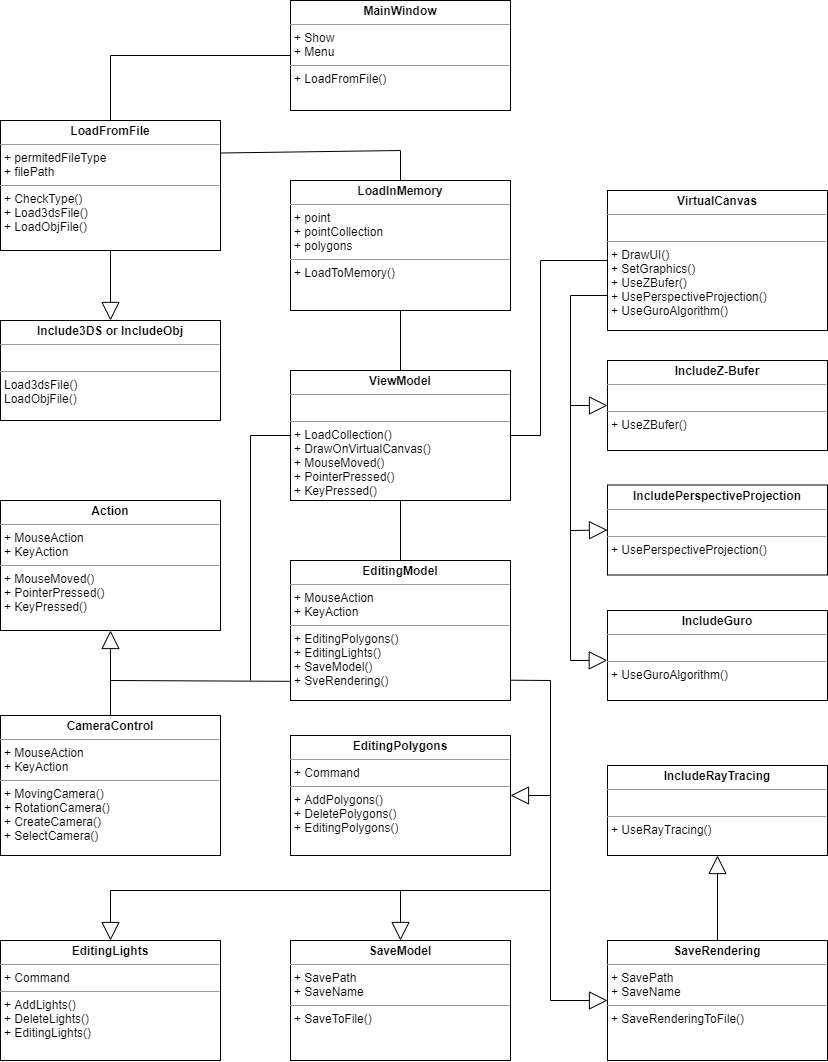 MainWindow
+ Show
+ Menu
+ LoadFromFile()
LoadFromFile
+ permitedFileType
+ filePath
+ CheckType()
+ Load3dsFile()
+ LoadObjFile()
LoadInMemory
+ point
+ pointCollection
+ polygons
+ LoadToMemory()
VirtualCanvas
+ DrawUI()
+ SetGraphics()
+ UseZBufer()
+ UsePerspectiveProjection()
+ UseGuroAlgorithm()
Include3DS or IncludeObj
Load3dsFile()
LoadObjFile()
ViewModel
+ LoadCollection()
+ DrawOnVirtualCanvas()
+ MouseMoved()
+ PointerPressed()
+ KeyPressed()
IncludeZ-Bufer
+ UseZBufer()
Action
+ MouseAction
+ KeyAction
+ MouseMoved()
+ PointerPressed()
+ KeyPressed()
IncludePerspectiveProjection
+ UsePerspectiveProjection()
EditingModel
+ MouseAction
+ KeyAction
+ EditingPolygons()
+ EditingLights()
+ SaveModel()
+ SveRendering()
IncludeGuro
+ UseGuroAlgorithm()
CameraControl
+ MouseAction
+ KeyAction
+ MovingCamera()
+ RotationCamera()
+ CreateCamera()
+ SelectCamera()
EditingPolygons
+ Command
+ AddPolygons()
+ DeletePolygons()
+ EditingPolygons()
IncludeRayTracing
+ UseRayTracing()
EditingLights
+ Command
+ AddLights()
+ DeleteLights()
+ EditingLights()
SaveModel
+ SavePath
+ SaveName
+ SaveToFile()
SaveRendering
+ SavePath
+ SaveName
+ SaveRenderingToFile()